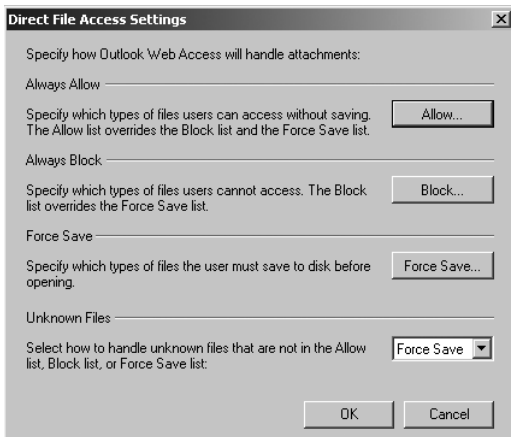 Direct File Access Settings
Specify how Outlook Web Access will handle attachments:
Always Allow
Specify which types of files users can access without saving.
The Allow list overrides the Block list and the Force Save list.
Allow...
Always Block
Specify which types of files users cannot access. The Block
list overrides the Force Save list.
Block...
Force Save
Specify which types of files the user must save to disk before
opening.
Force Save...
Unknown Files
Select how to handle unknown files that are not in the Allow
list, Block list, or Force Save list:
Force Save
OK
Cancel